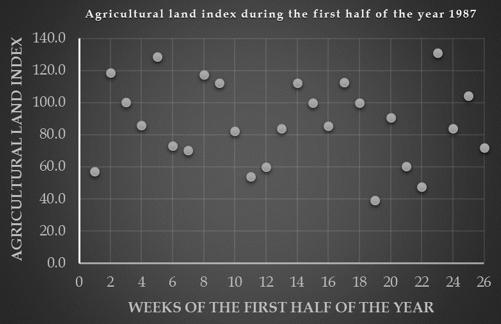 Agricultural land index during the first half of the year 1987
140.0
120.0
100.0
80.0
60.0
40.0
20.0
0.0
AGRICULTURAL LAND INDEX
0 2 4 6 8 10 12 14 16 18 20 22 24 26
WEEKS OF THE FIRST HALF OF THE YEAR